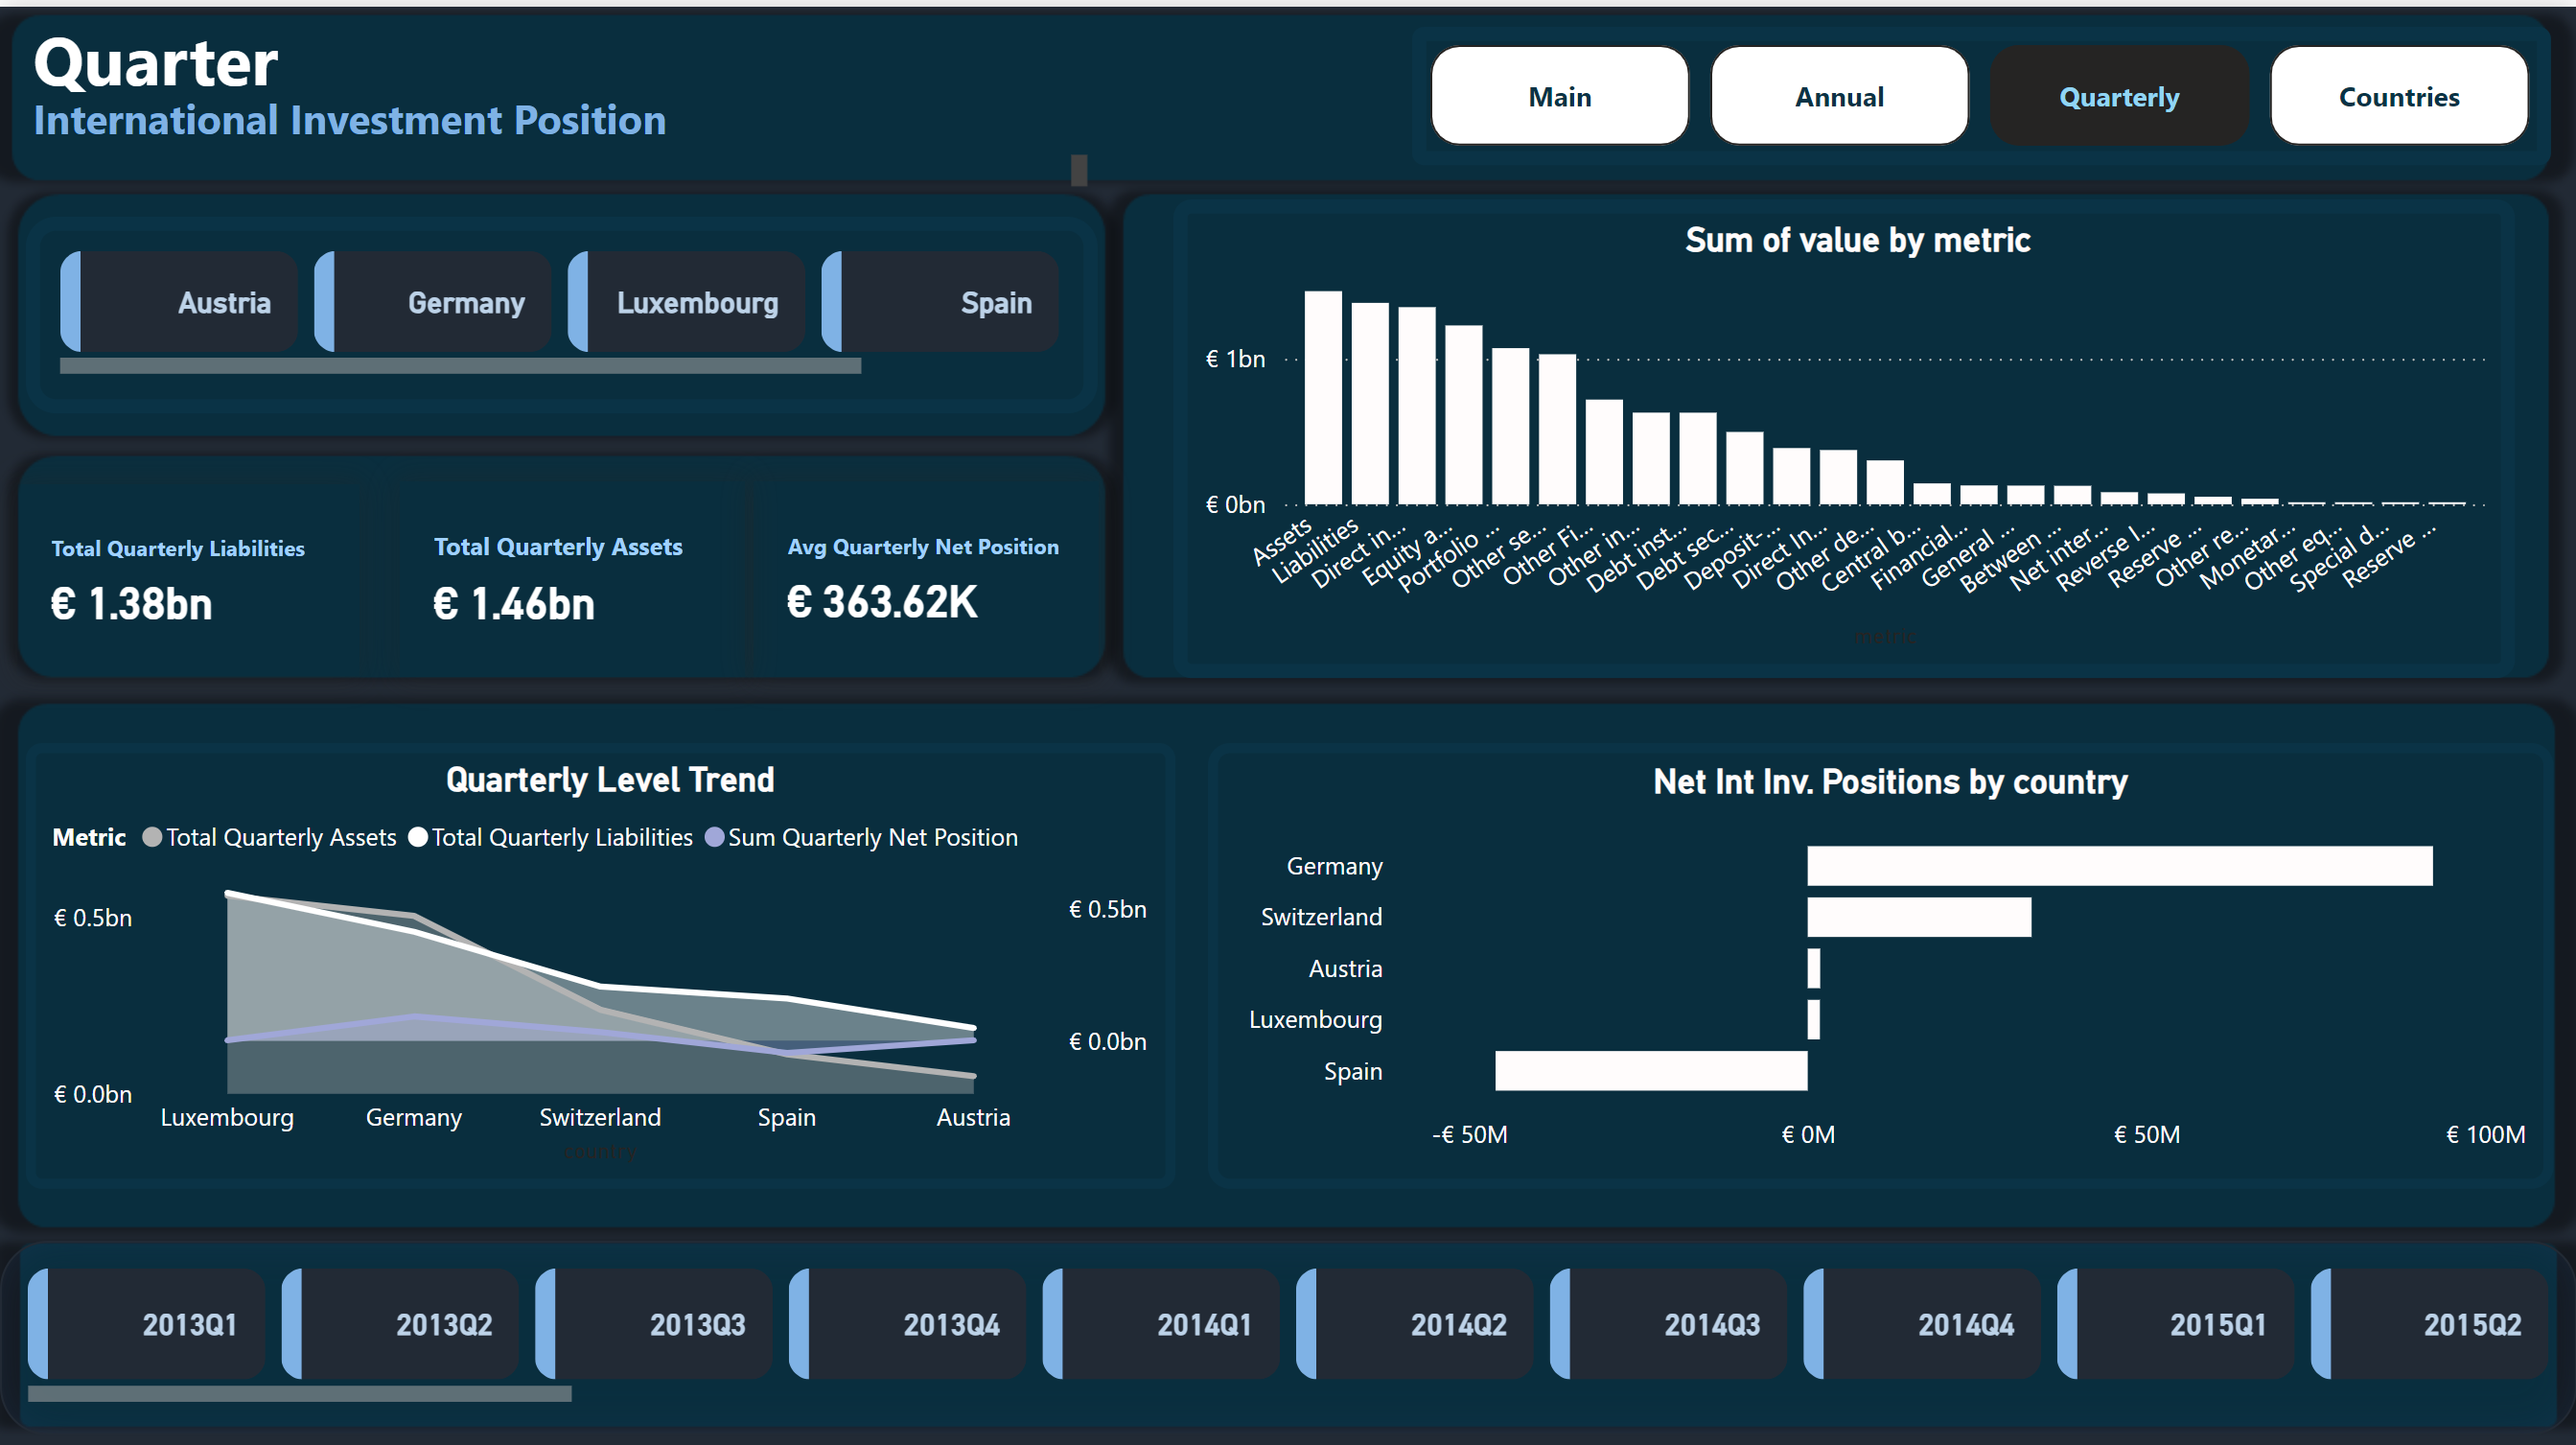 Quarter
International Investment Position
Main
Annual
Quarterly
Countries
Austria
Germany
Luxembourg
Spain
Total Quarterly Liabilities
€ 1.38bn
Total Quarterly Assets
€ 1.46bn
Avg Quarterly Net Position
€ 363.62K
Sum of value by metric
€ 1bn
€ 0bn
Assets
Liabilities
Direct in...
Equity a...
Portfolio ...
Other se...
Other Fi...
Other in...
Debt inst...
Debt sec...
Deposit-...
Direct In...
Other de...
Central b...
Financial...
General ...
Between ...
Net inter...
Reverse l...
Reserve ...
Other re...
Monetar...
Other eq...
Special d...
Reserve ...
metric
Quarterly Level Trend
Metric Total Quarterly Assets Total Quarterly Liabilities Sum Quarterly Net Position
€ 0.5bn
€ 0.0bn
€ 0.5bn
€ 0.0bn
Luxembourg
Germany
Switzerland
Spain
Austria
country
Net Int Inv. Positions by country
Germany
Switzerland
Austria
Luxembourg
Spain
-€ 50M
€ 0M
€ 50M
€ 100M
2013Q1
2013Q2
2013Q3
2013Q4
2014Q1
2014Q2
2014Q3
2014Q4
2015Q1
2015Q2